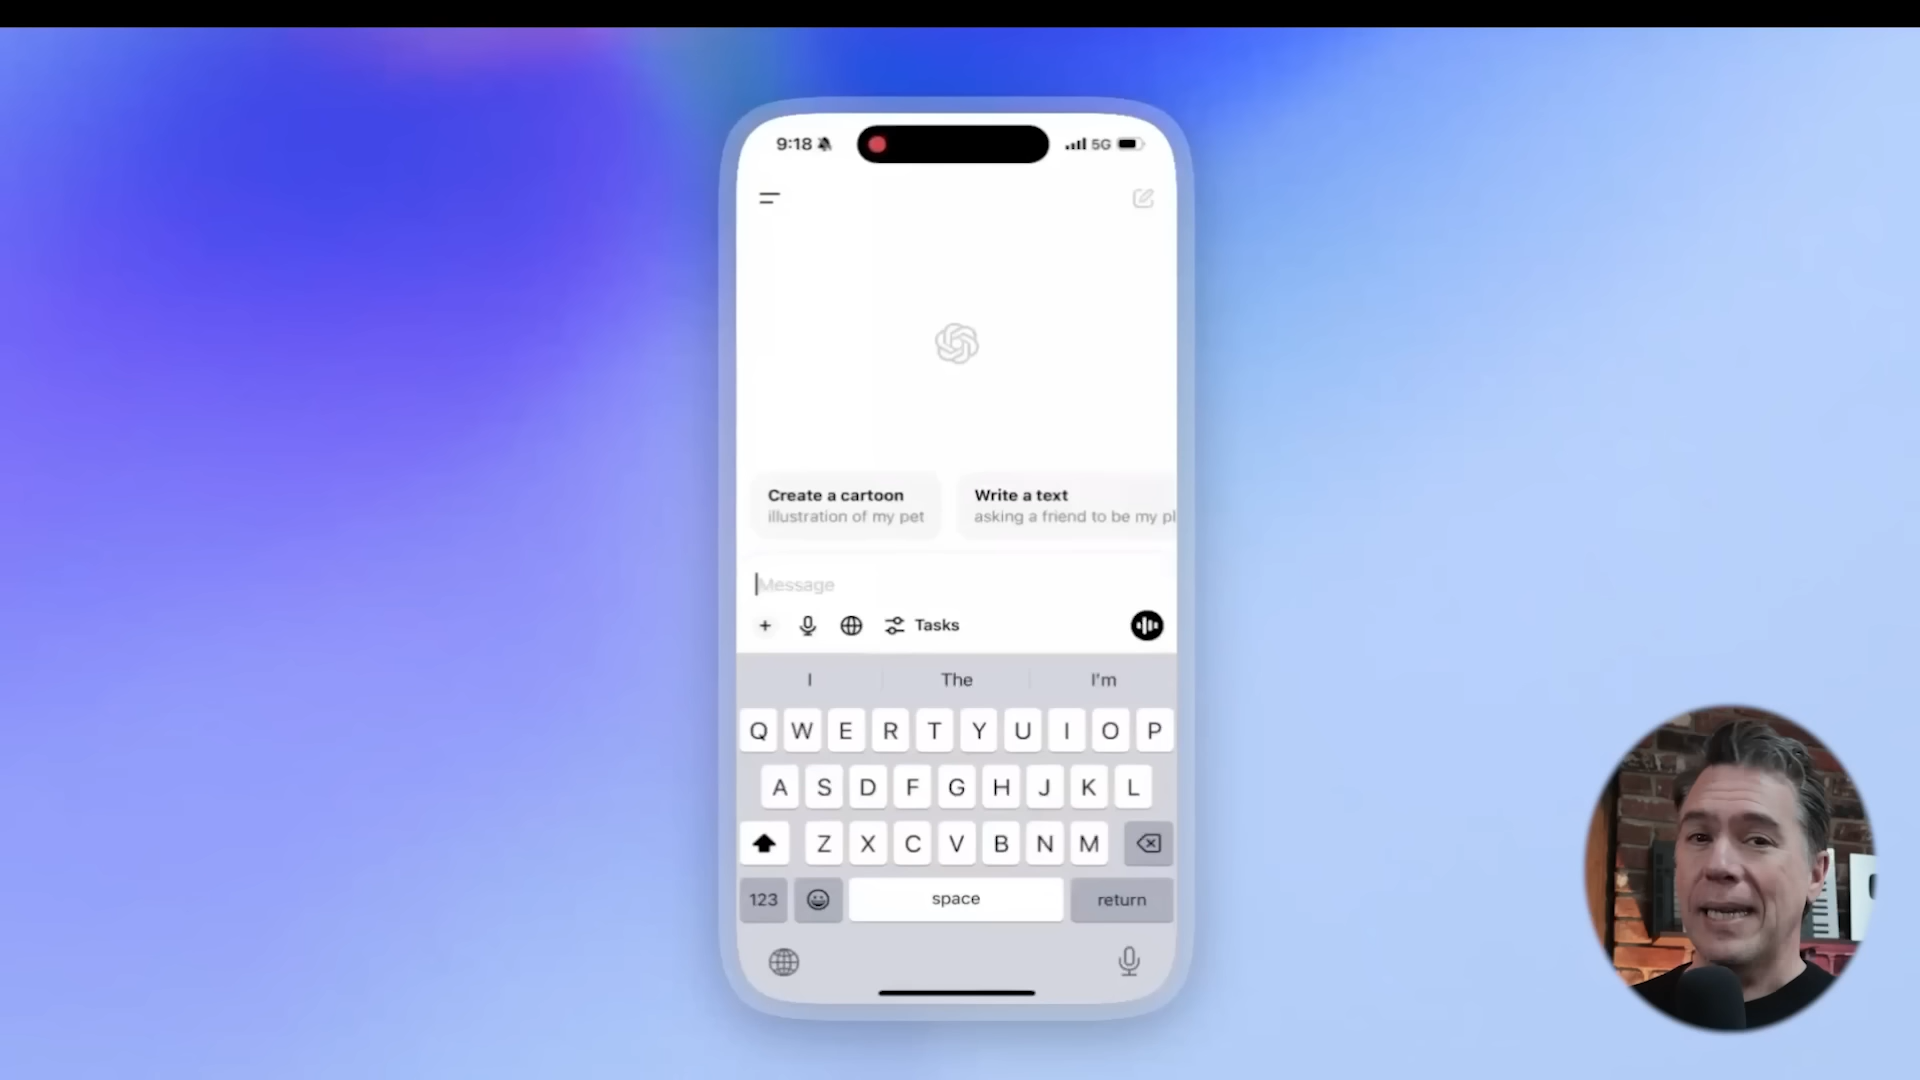 9:18
5G
Create a cartoon
illustration of my pet
Write a text
asking a friend to be my pl
Message
Tasks
I The I'm
Q W E R T Y U I O P
A S D F G H J K L
Z X C V B N M
123 space return